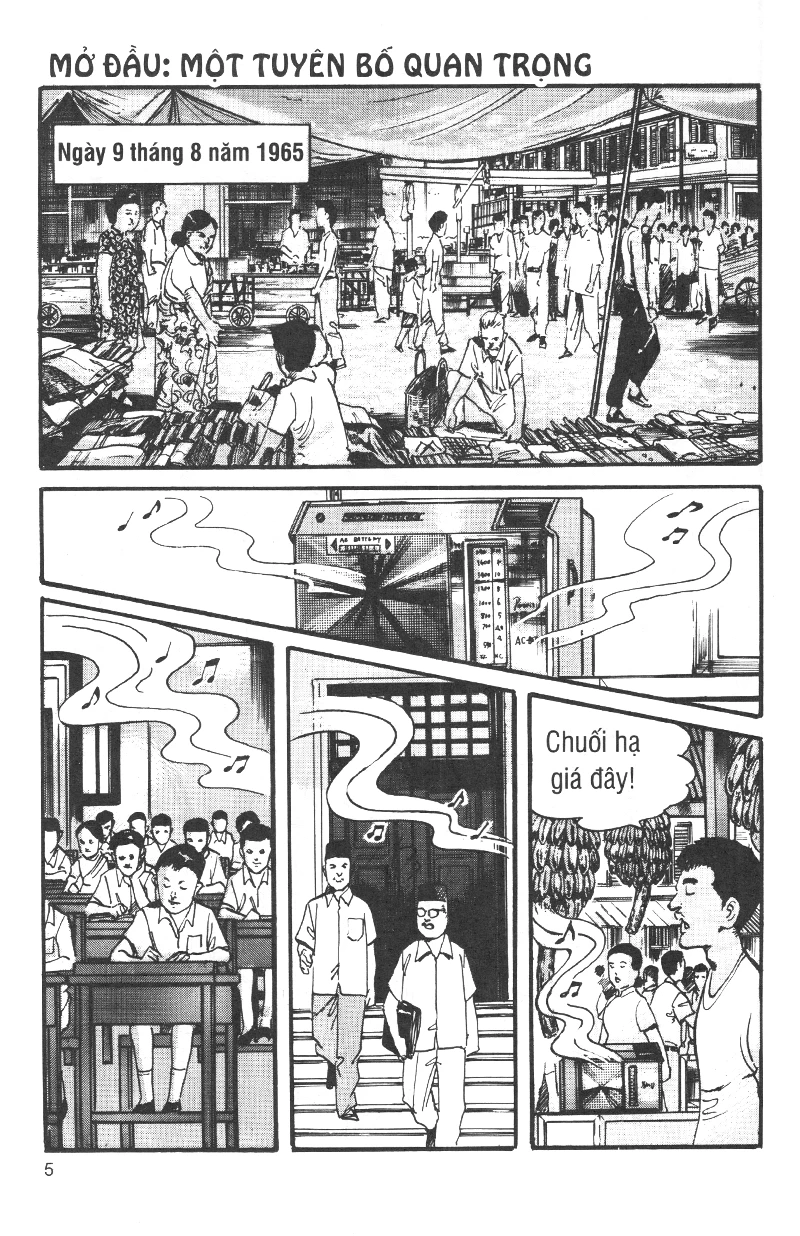 MỞ ĐẦU: MỘT TUYÊN BỐ QUAN TRỌNG
Ngày 9 tháng 8 năm 1965
Chuối hạ
giá đây!
5